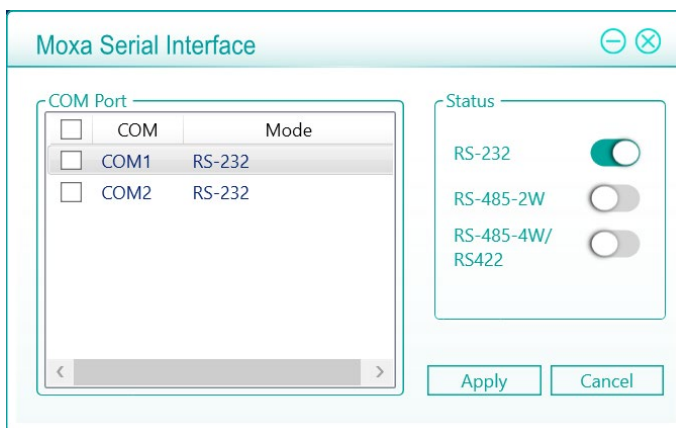 Moxa Serial Interface
COM Port
COM Mode
COM1 RS-232
COM2 RS-232
Status
RS-232
RS-485-2W
RS-485-4W/
RS422
Apply Cancel